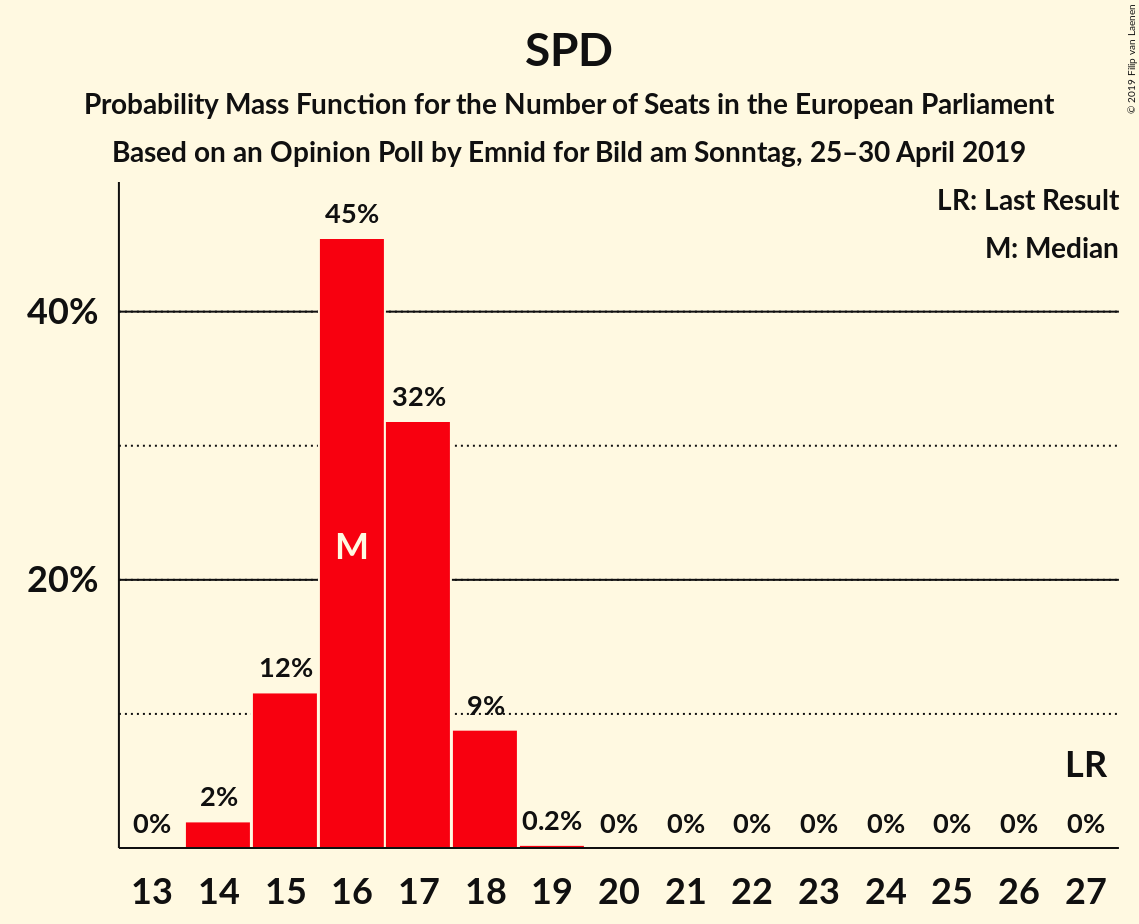 SPD
Probability Mass Function for the Number of Seats in the European Parliament
Based on an Opinion Poll by Emnid for Bild am Sonntag, 25–30 April 2019
© 2019 Filip van Laenen
LR: Last Result
M: Median
45%
40%
32%
M
20%
12%
9%
LR
2%
0% 0.2% 0% 0% 0% 0% 0% 0% 0% 0%
13 14 15 16 17 18 19 20 21 22 23 24 25 26 27